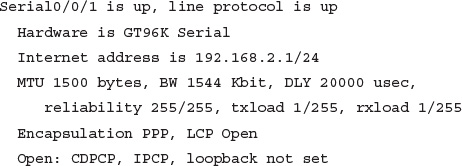 Serial0/0/1 is up, line protocol is up
Hardware is GT96K Serial
Internet address is 192.168.2.1/24
MTU 1500 bytes, BW 1544 Kbit, DLY 20000 usec,
reliability 255/255, txload 1/255, rxload 1/255
Encapsulation PPP, LCP Open
Open: CDPCP, IPCP, loopback not set